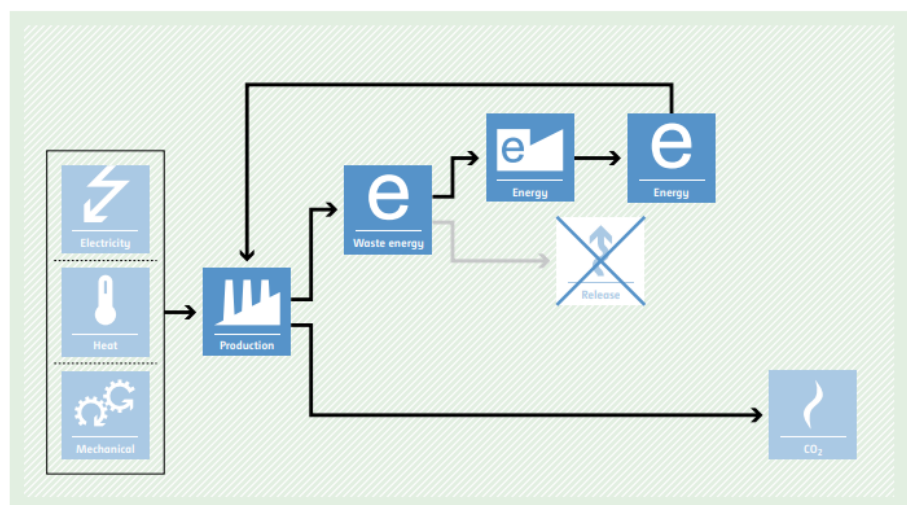 e
Energy
e
Energy
e
Waste energy
Electricity
Release
Heat
Production
Mechanical
CO₂